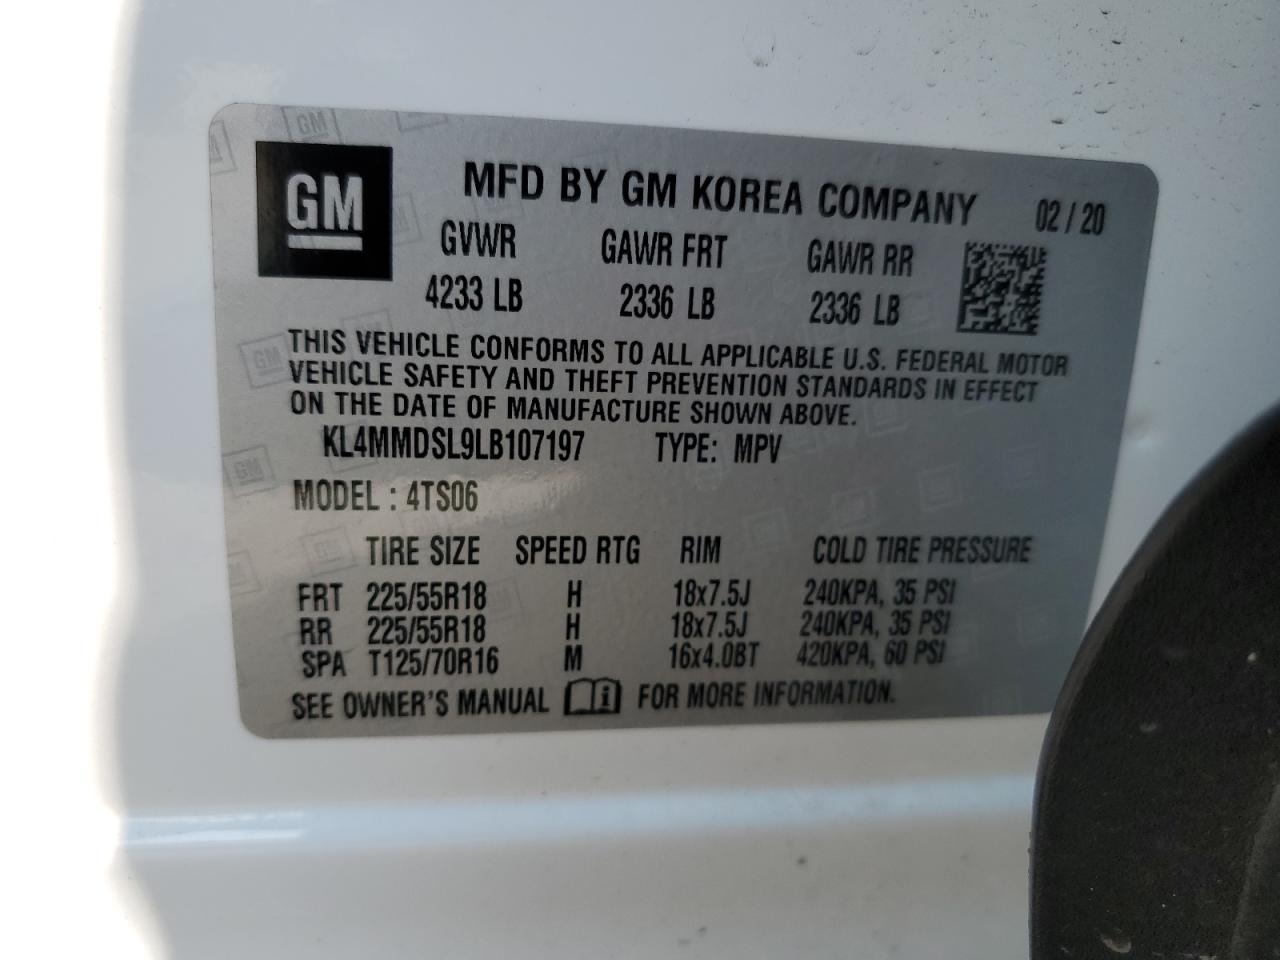 GM
MFD BY GM KOREA COMPANY 02 / 20
GVWR GAWR FRT GAWR RR
4233 LB 2336 LB 2336 LB
THIS VEHICLE CONFORMS TO ALL APPLICABLE U.S. FEDERAL MOTOR
VEHICLE SAFETY AND THEFT PREVENTION STANDARDS IN EFFECT
ON THE DATE OF MANUFACTURE SHOWN ABOVE.
KL4MMDSL9LB107197 TYPE: MPV
MODEL : 4TS06
TIRE SIZE SPEED RTG RIM COLD TIRE PRESSURE
FRT 225/55R18 H 18x7.5J 240KPA, 35 PSI
RR 225/55R18 H 18x7.5J 240KPA, 35 PSI
SPA T125/70R16 M 16x4.0BT 420KPA, 60 PSI
SEE OWNER'S MANUAL i FOR MORE INFORMATION.